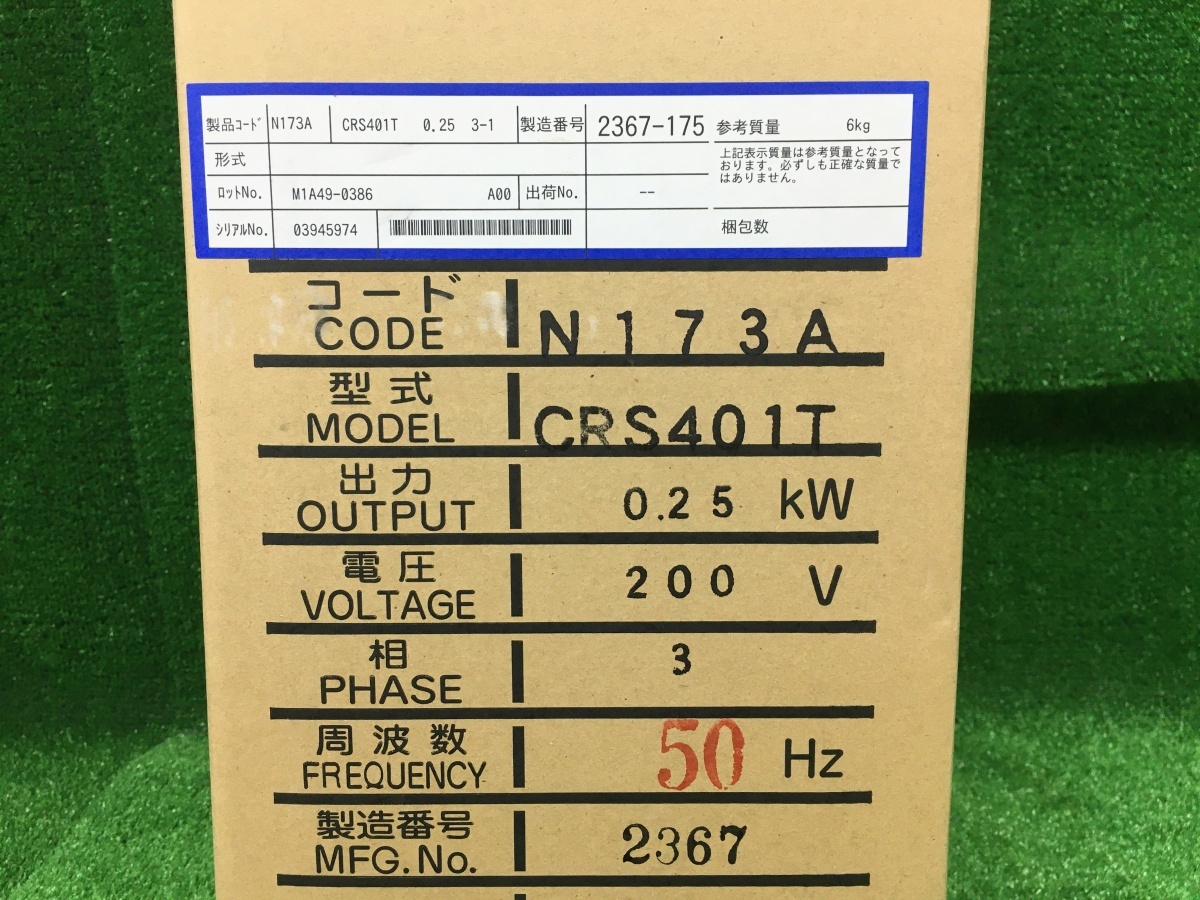 製品コード N173A CRS401T 0.25 3-1 製造番号 2367-175 参考質量 6kg
形式
上記表示質量は参考質量となって
おります。必ずしも正確な質量で
はありません。
ロットNo. M1A49-0386 A00 出荷No. --
シリアルNo. 03945974 梱包数
コード
CODE N173A
型式
MODEL CRS401T
出力
OUTPUT 0.25 kW
電圧
VOLTAGE 200 V
相
PHASE 3
周波数
FREQUENCY 50 Hz
製造番号
MFG.No. 2367